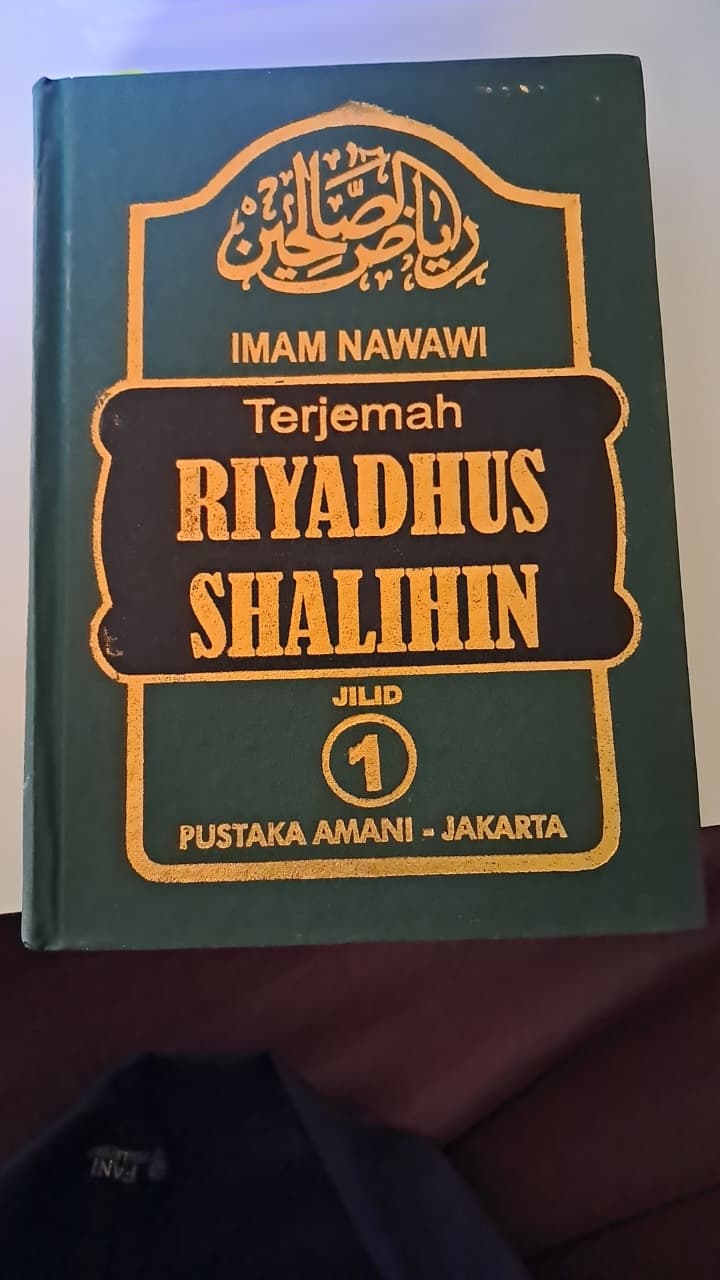 رياض الصالحين
IMAM NAWAWI
Terjemah
RIYADHUS
SHALIHIN
JILID
1
PUSTAKA AMANI - JAKARTA